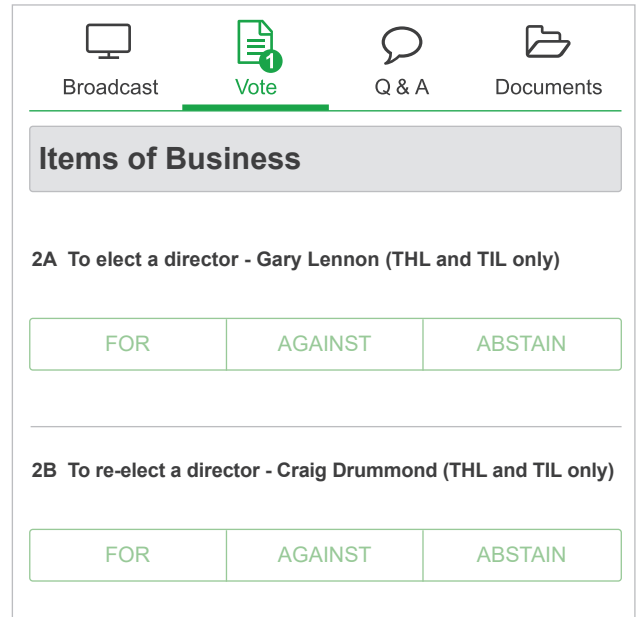 1
Broadcast Vote Q & A Documents
Items of Business
2A To elect a director - Gary Lennon (THL and TIL only)
FOR AGAINST ABSTAIN
2B To re-elect a director - Craig Drummond (THL and TIL only)
FOR AGAINST ABSTAIN